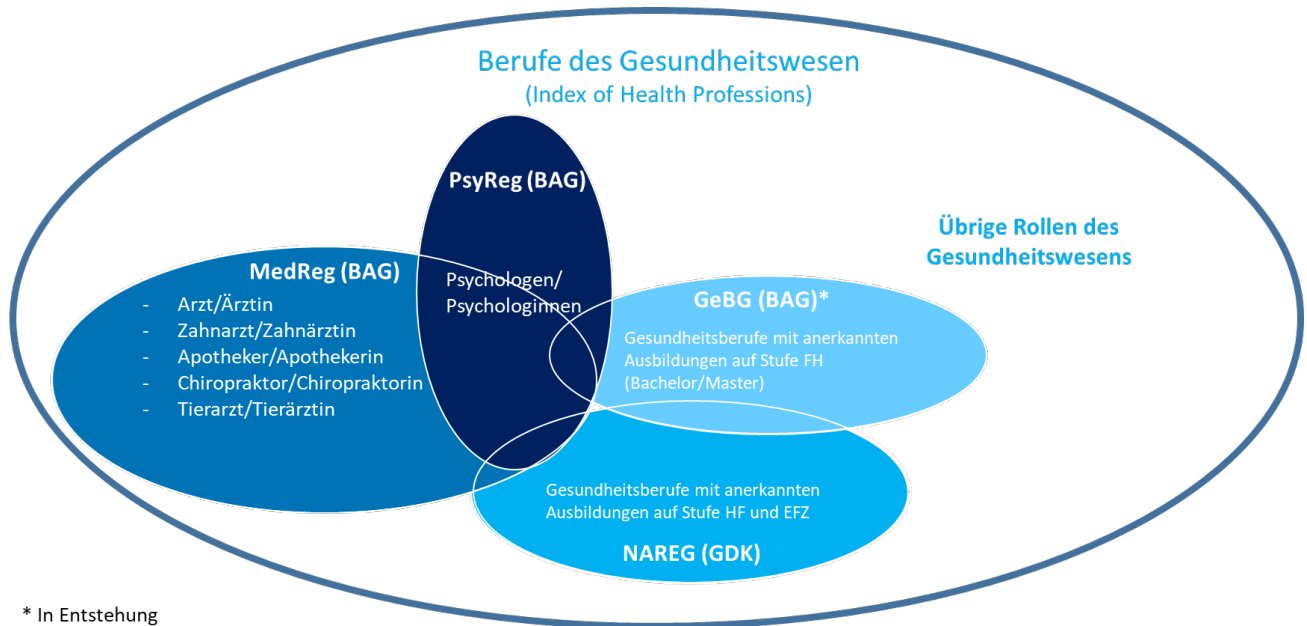 Berufe des Gesundheitswesen
(Index of Health Professions)
PsyReg (BAG)
Psychologen/
Psychologinnen
Übrige Rollen des
Gesundheitswesens
MedReg (BAG)
- Arzt/Ärztin
- Zahnarzt/Zahnärztin
- Apotheker/Apothekerin
- Chiropraktor/Chiropraktorin
- Tierarzt/Tierärztin
GeBG (BAG)*
Gesundheitsberufe mit anerkannten
Ausbildungen auf Stufe FH
(Bachelor/Master)
Gesundheitsberufe mit anerkannten
Ausbildungen auf Stufe HF und EFZ
NAREG (GDK)
* In Entstehung